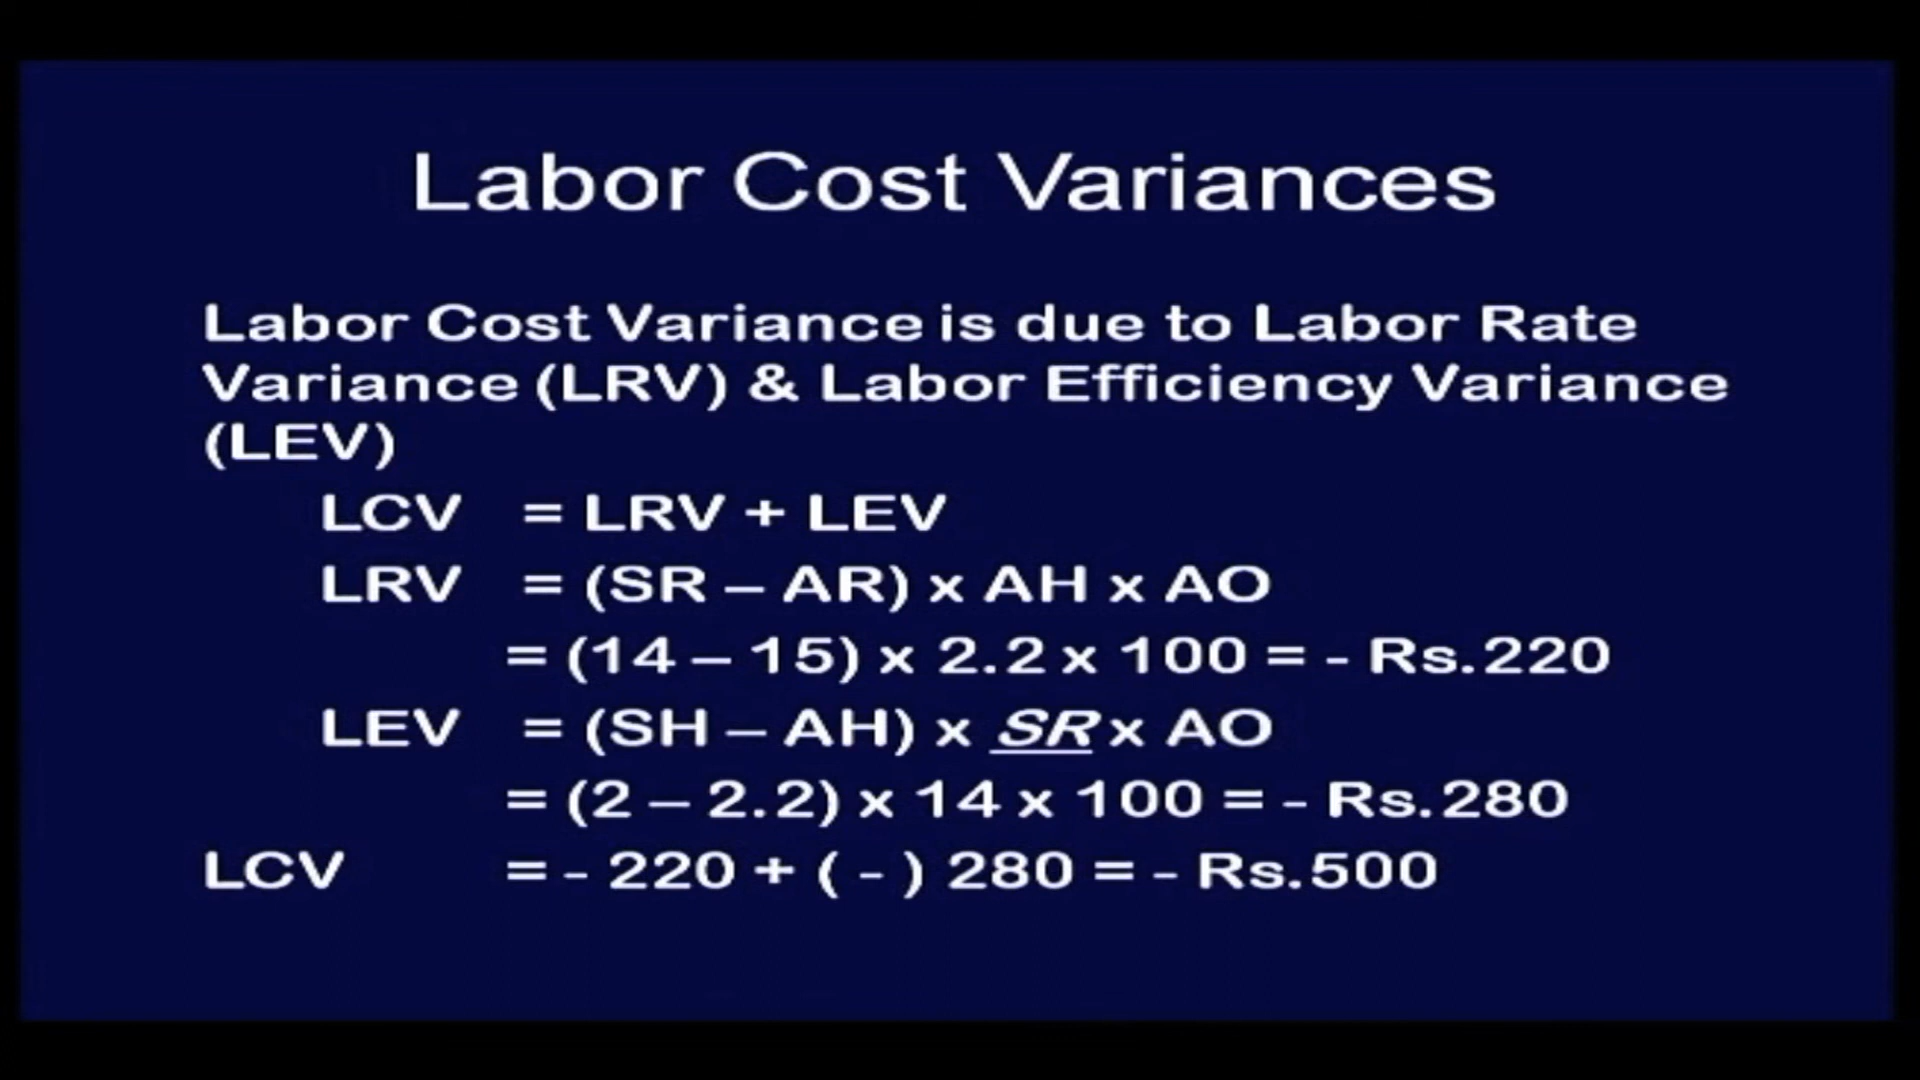 Labor Cost Variances
Labor Cost Variance is due to Labor Rate
Variance (LRV) & Labor Efficiency Variance
(LEV)
LCV = LRV + LEV
LRV = (SR – AR) x AH x AO
= (14 – 15) x 2.2 x 100 = - Rs.220
LEV = (SH – AH) x SR x AO
= (2 – 2.2) x 14 x 100 = - Rs.280
LCV = - 220 + ( - ) 280 = - Rs.500